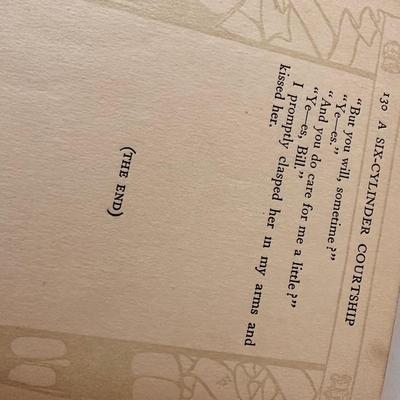 130 A SIX-CYLINDER COURTSHIP
"But you will, sometime?"
"Ye—es."
"And you do care for me a little?"
"Ye—es, Bill."
I promptly clasped her in my arms and
kissed her.
(THE END)